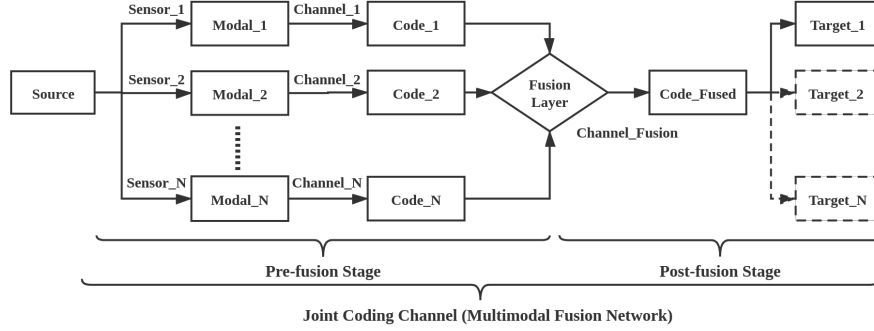 Sensor_1
Modal_1
Channel_1
Code_1
Target_1
Source
Sensor_2
Modal_2
Channel_2
Code_2
Fusion
Layer
Code_Fused
Target_2
Channel_Fusion
Sensor_N
Modal_N
Channel_N
Code_N
Target_N
Pre-fusion Stage
Post-fusion Stage
Joint Coding Channel (Multimodal Fusion Network)